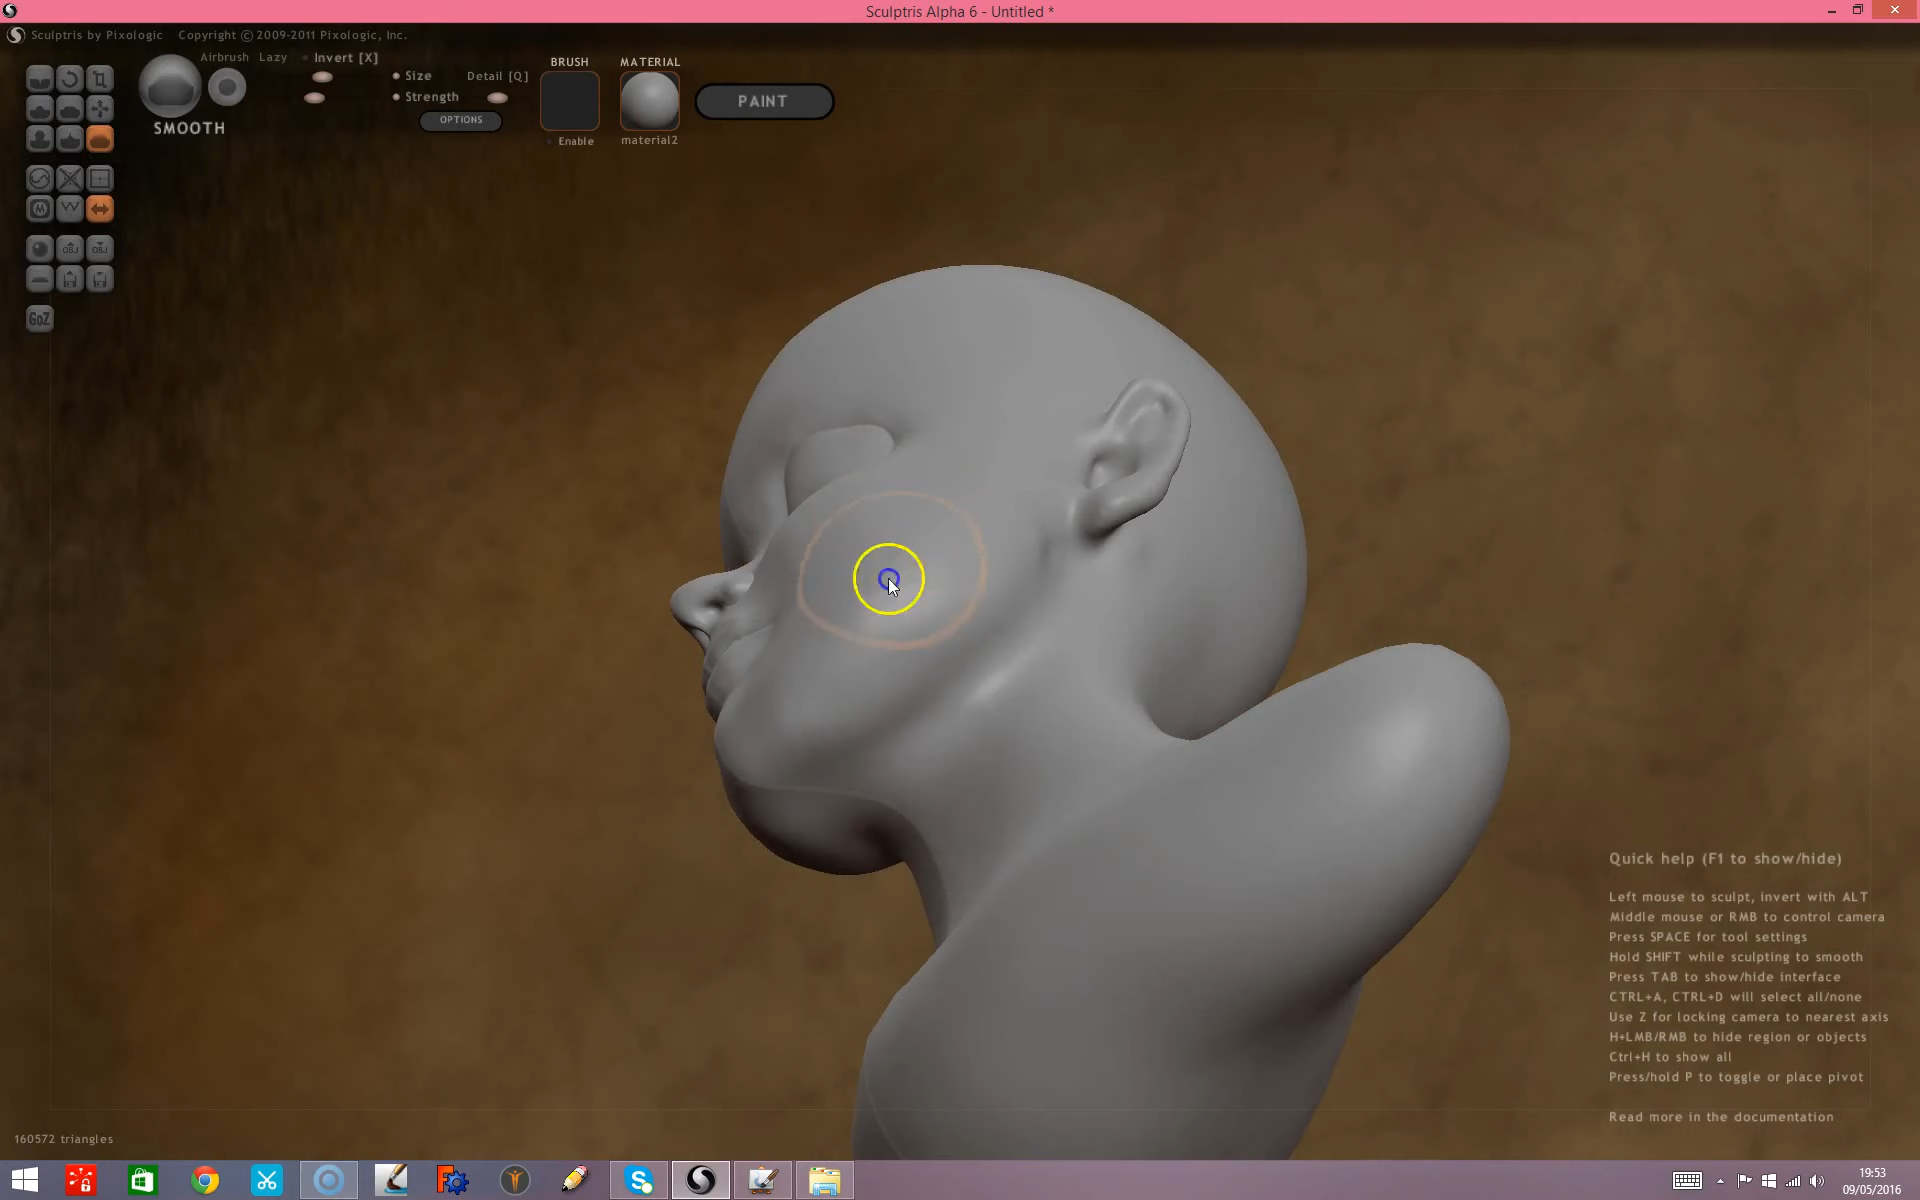 Sculptris Alpha 6 - Untitled *
Sculptris by Pixologic Copyright © 2009-2011 Pixologic, Inc.
Airbrush Lazy Invert [X]
Size Detail [Q]
Strength
OPTIONS
SMOOTH
BRUSH
Enable
MATERIAL
material2
PAINT
OBJ OBJ
GoZ
Quick help (F1 to show/hide)
Left mouse to sculpt, invert with ALT
Middle mouse or RMB to control camera
Press SPACE for tool settings
Hold SHIFT while sculpting to smooth
Press TAB to show/hide interface
CTRL+A, CTRL+D will select all/none
Use Z for locking camera to nearest axis
H+LMB/RMB to hide region or objects
Ctrl+H to show all
Press/hold P to toggle or place pivot
Read more in the documentation
160572 triangles
19:53
09/05/2016